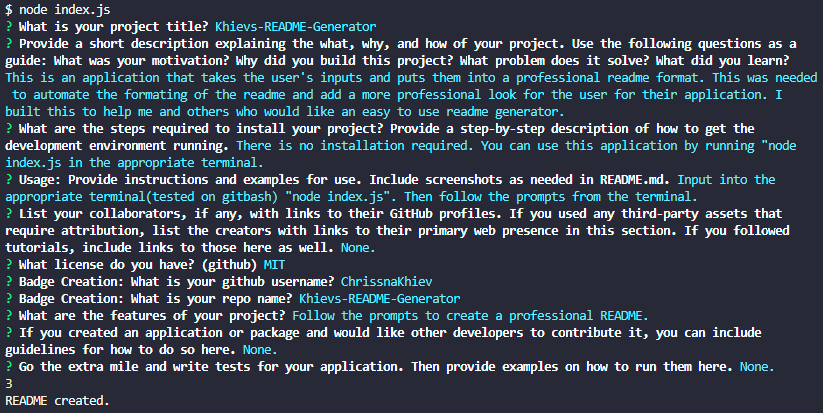 $ node index.js
? What is your project title? Khievs-README-Generator
? Provide a short description explaining the what, why, and how of your project. Use the following questions as a
guide: What was your motivation? Why did you build this project? What problem does it solve? What did you learn?
This is an application that takes the user's inputs and puts them into a professional readme format. This was needed
to automate the formating of the readme and add a more professional look for the user for their application. I
built this to help me and others who would like an easy to use readme generator.
? What are the steps required to install your project? Provide a step-by-step description of how to get the
development environment running. There is no installation required. You can use this application by running "node
index.js in the appropriate terminal.
? Usage: Provide instructions and examples for use. Include screenshots as needed in README.md. Input into the
appropriate terminal(tested on gitbash) "node index.js". Then follow the prompts from the terminal.
? List your collaborators, if any, with links to their GitHub profiles. If you used any third-party assets that
require attribution, list the creators with links to their primary web presence in this section. If you followed
tutorials, include links to those here as well. None.
? What license do you have? (github) MIT
? Badge Creation: What is your github username? ChrissnaKhiev
? Badge Creation: What is your repo name? Khievs-README-Generator
? What are the features of your project? Follow the prompts to create a professional README.
? If you created an application or package and would like other developers to contribute it, you can include
guidelines for how to do so here. None.
? Go the extra mile and write tests for your application. Then provide examples on how to run them here. None.
3
README created.